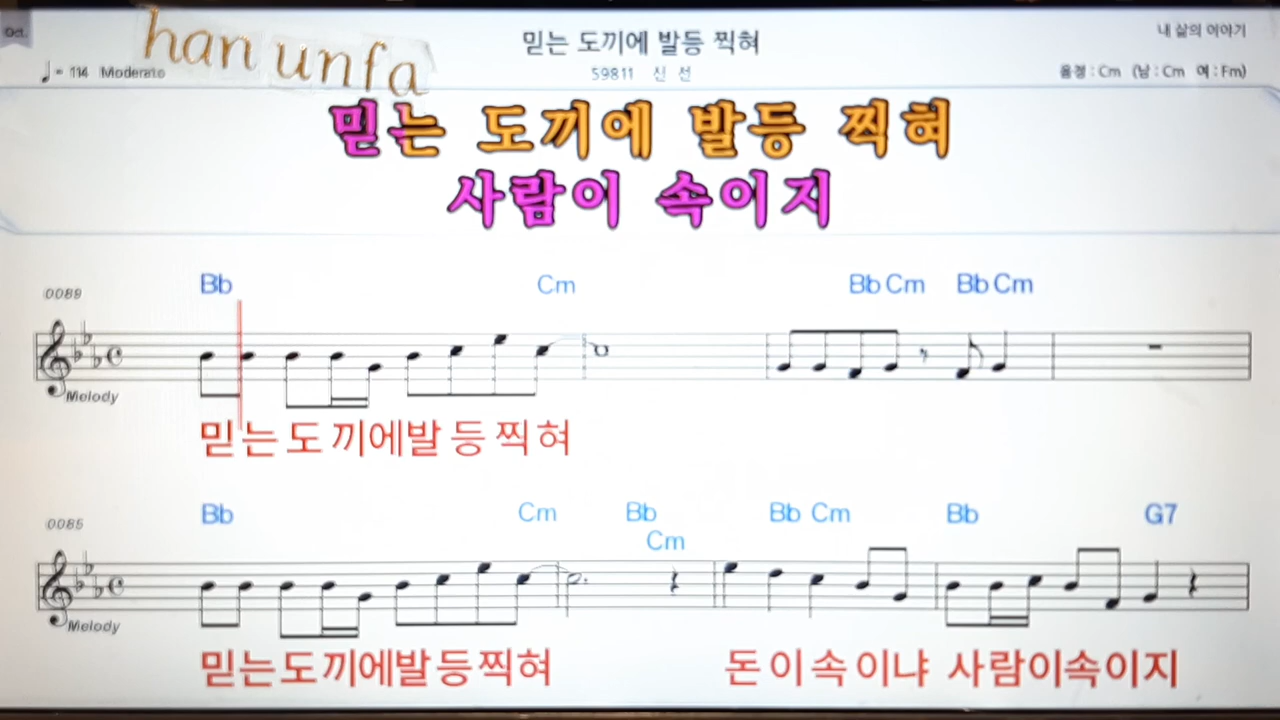 Oct.
han unfa
믿는 도끼에 발등 찍혀
내 삶의 이야기
♩= 114 Moderato
59811 신 선
음정 : Cm (남 : Cm 여 : Fm)
믿는 도끼에 발등 찍혀
사람이 속이지
0089
Bb Cm Bb Cm Bb Cm
Melody
믿는 도 끼에발 등 찍 혀
0085
Bb Cm Bb Cm Bb Cm Bb G7
Melody
믿는도끼에발등찍혀 돈 이 속 이냐 사 람이속이지